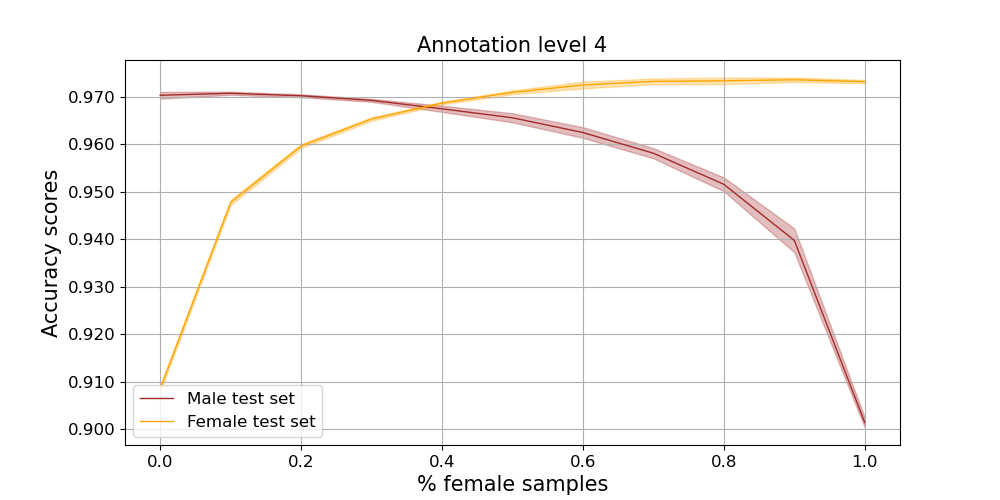 Annotation level 4
Accuracy scores
0.970
0.960
0.950
0.940
0.930
0.920
0.910
0.900
Male test set
Female test set
0.0 0.2 0.4 0.6 0.8 1.0
% female samples